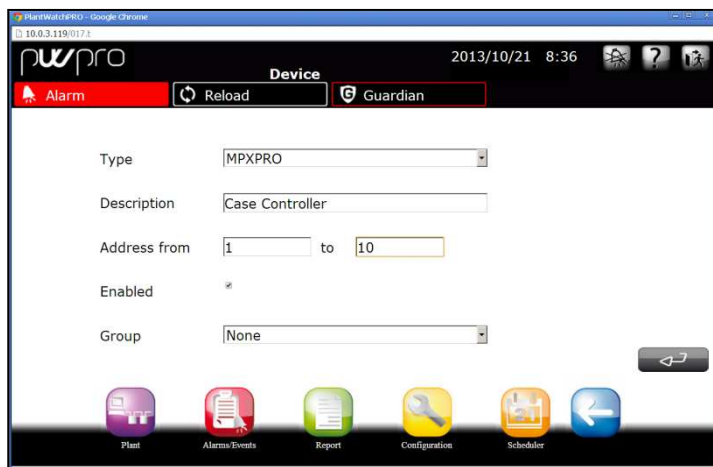 PlantWatchPRO - Google Chrome
10.0.3.119/017.t
pwpro
2013/10/21 8:36
?
Device
Alarm
Reload
G Guardian
Type MPXPRO
Description Case Controller
Address from 1 to 10
Enabled
Group None
Plant Alarms/Events Report Configuration Scheduler